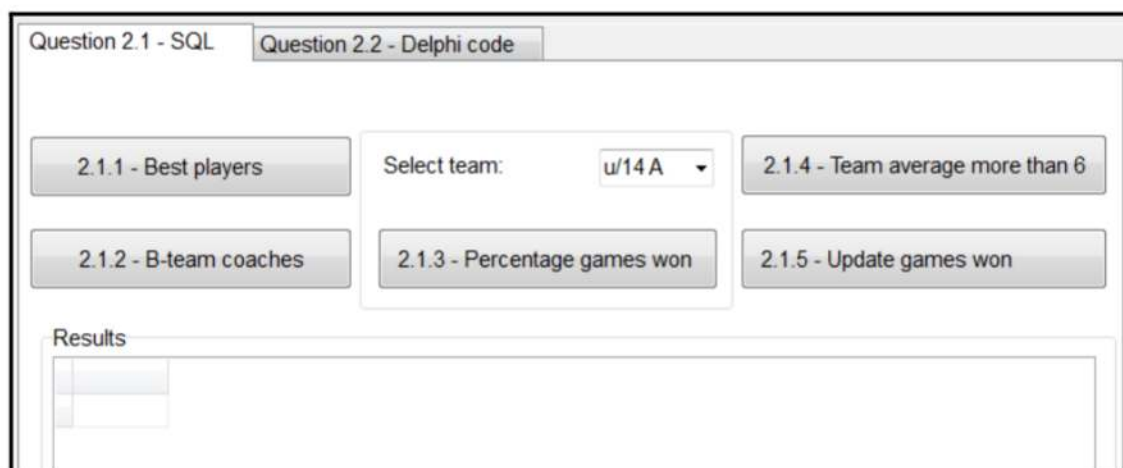 Question 2.1 - SQL
Question 2.2 - Delphi code
2.1.1 - Best players
Select team:
u/14 A
2.1.4 - Team average more than 6
2.1.2 - B-team coaches
2.1.3 - Percentage games won
2.1.5 - Update games won
Results